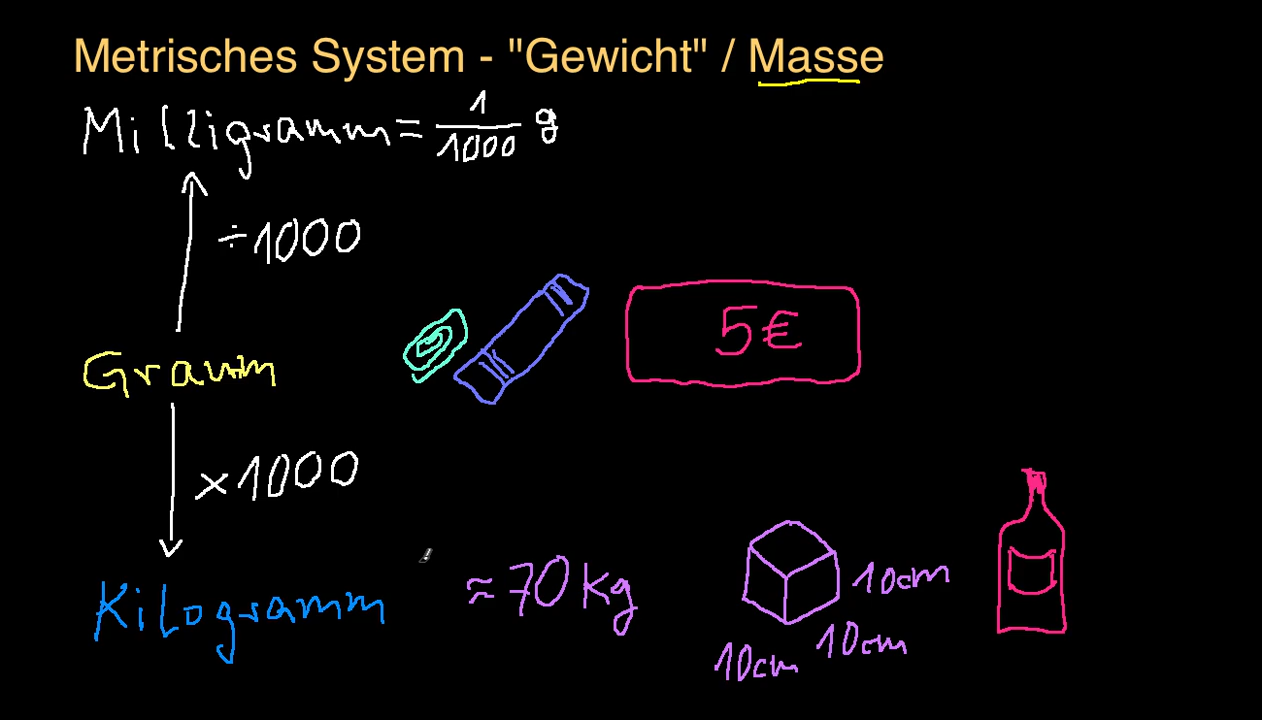 Metrisches System - "Gewicht" / Masse
Milligramm = 1/1000 g
÷1000
Gramm
5€
×1000
Kilogramm
≈ 70 kg
10cm
10cm
10cm